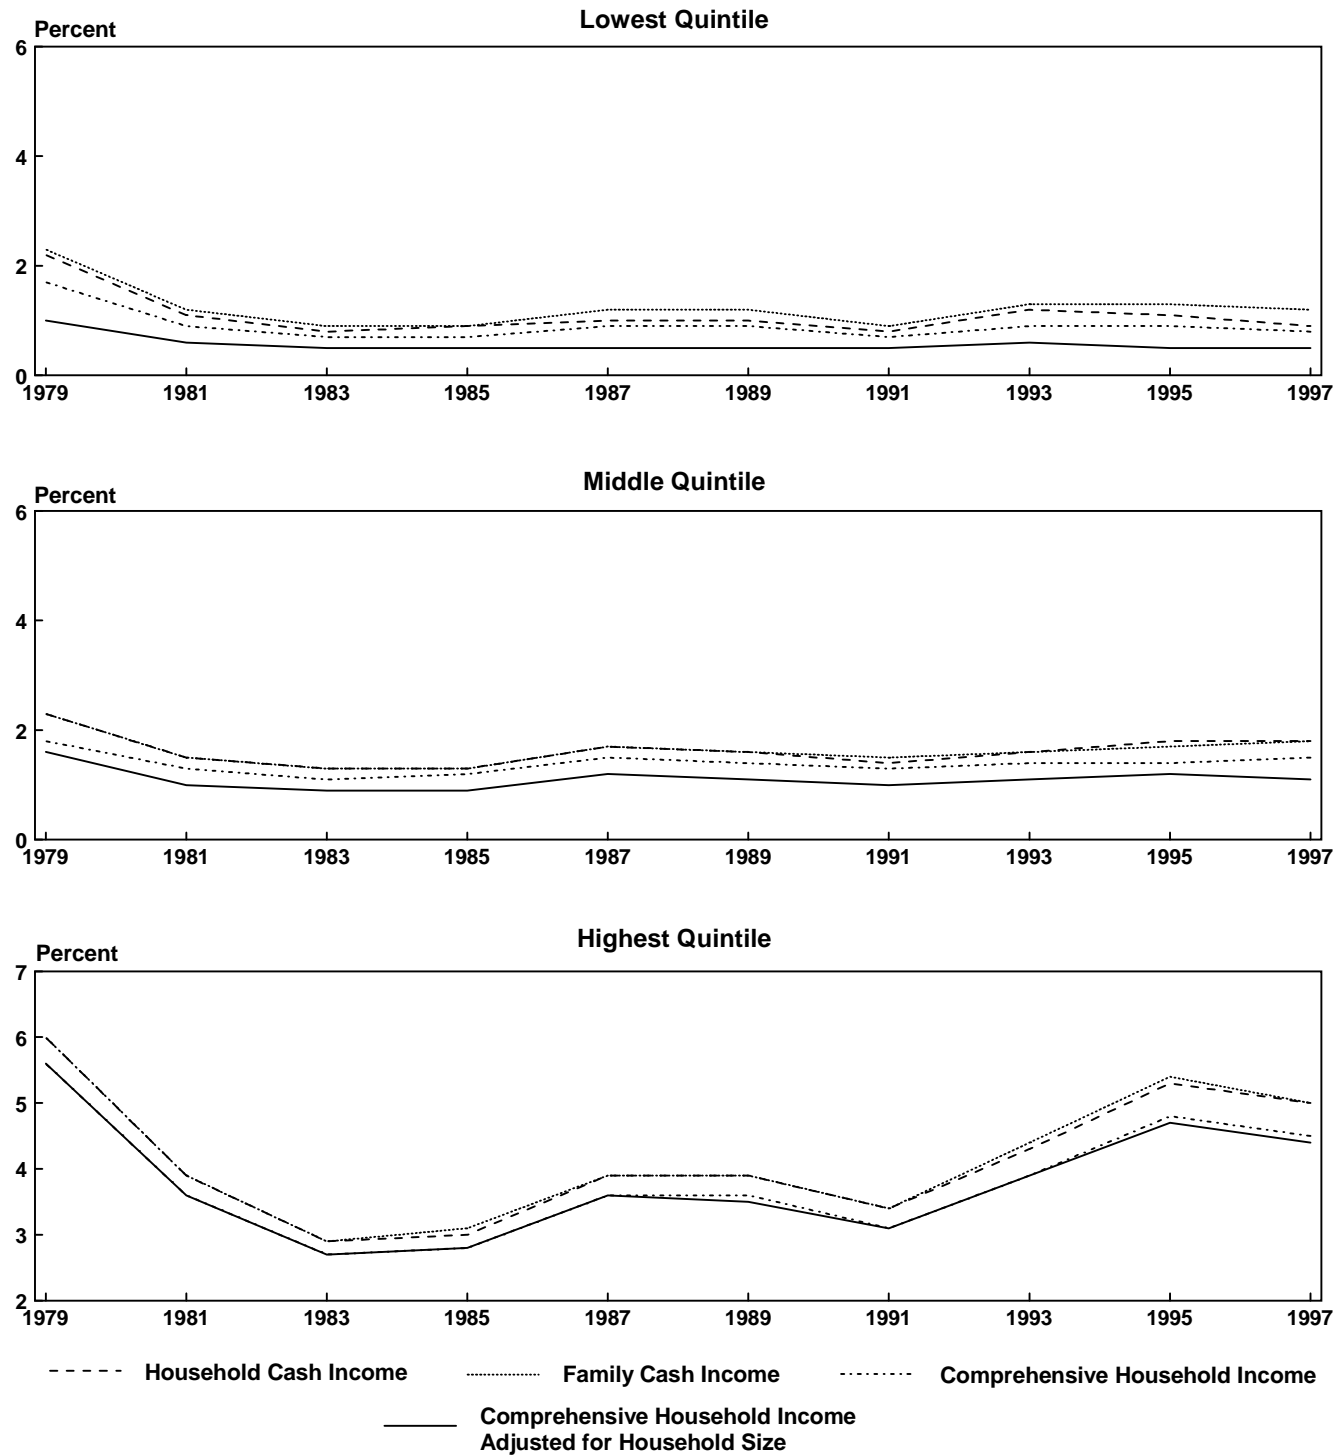 Lowest Quintile
Percent
6
4
2
0
1979 1981 1983 1985 1987 1989 1991 1993 1995 1997
Middle Quintile
Percent
6
4
2
0
1979 1981 1983 1985 1987 1989 1991 1993 1995 1997
Highest Quintile
Percent
7
6
5
4
3
2
1979 1981 1983 1985 1987 1989 1991 1993 1995 1997
Household Cash Income Family Cash Income Comprehensive Household Income
Comprehensive Household Income
Adjusted for Household Size